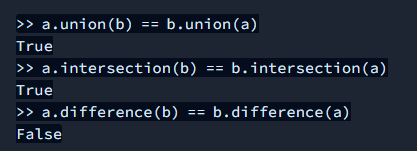 >> a.union(b) == b.union(a)
True
>> a.intersection(b) == b.intersection(a)
True
>> a.difference(b) == b.difference(a)
False